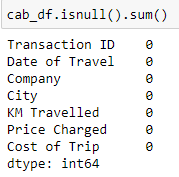 cab_df.isnull().sum()
Transaction ID 0
Date of Travel 0
Company 0
City 0
KM Travelled 0
Price Charged 0
Cost of Trip 0
dtype: int64